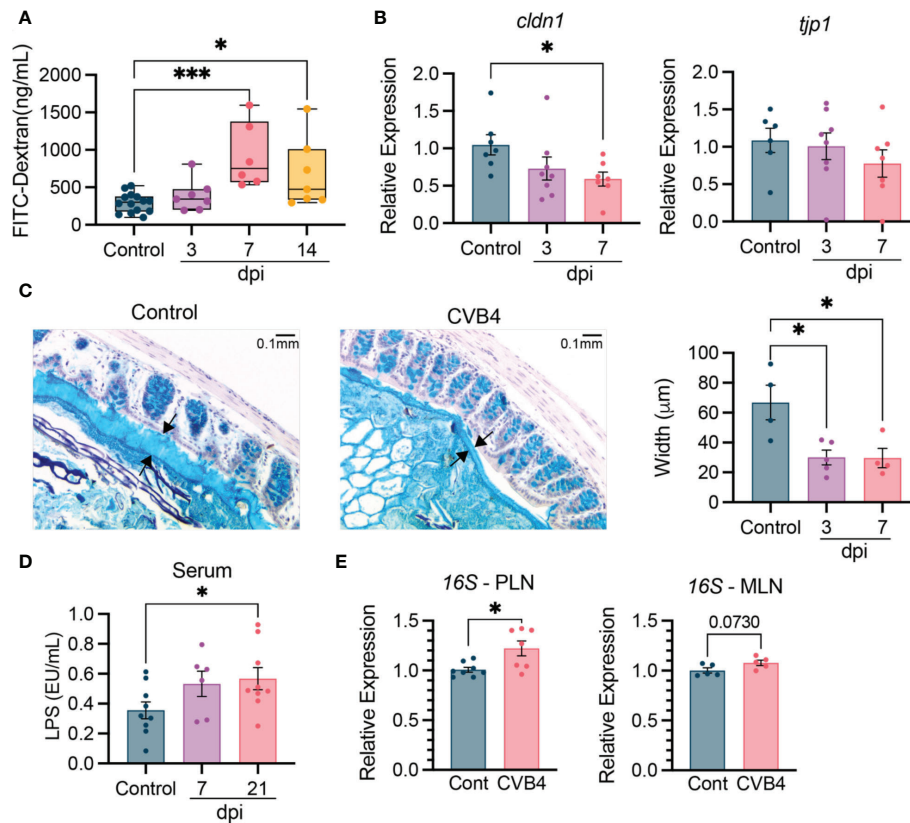 A
FITC-Dextran(ng/mL)
2000
1500
1000
500
0
*
***
Control 3 7 14
dpi
B
cldn1
Relative Expression
2.0
1.5
1.0
0.5
0.0
*
Control 3 7
dpi
tjp1
Relative Expression
2.0
1.5
1.0
0.5
0.0
Control 3 7
dpi
C
Control
0.1mm
CVB4
0.1mm
Width (µm)
100
80
60
40
20
0
*
*
Control 3 7
dpi
D
Serum
LPS (EU/mL)
1.0
0.8
0.6
0.4
0.2
0.0
*
Control 7 21
dpi
E
16S - PLN
Relative Expression
2.0
1.5
1.0
0.5
0.0
*
Cont CVB4
16S - MLN
Relative Expression
2.0
1.5
1.0
0.5
0.0
0.0730
Cont CVB4